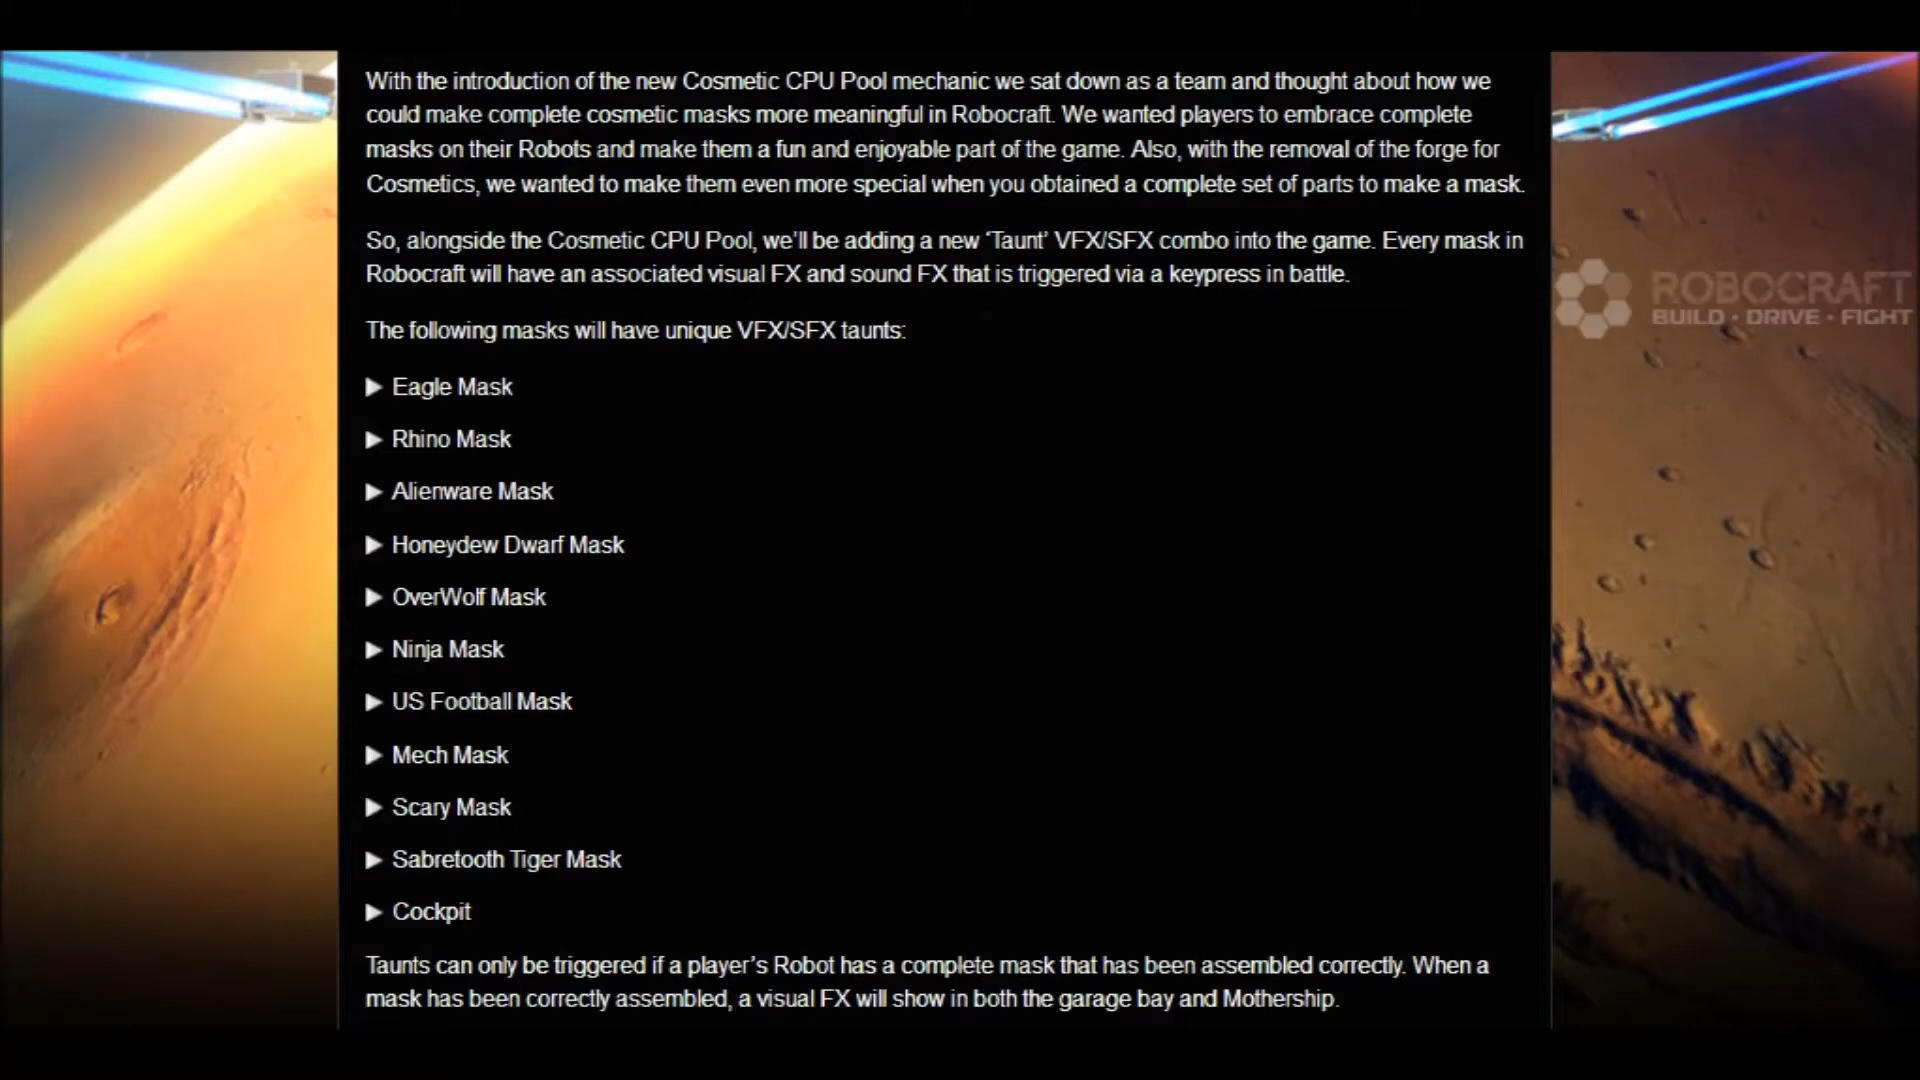 With the introduction of the new Cosmetic CPU Pool mechanic we sat down as a team and thought about how we
could make complete cosmetic masks more meaningful in Robocraft. We wanted players to embrace complete
masks on their Robots and make them a fun and enjoyable part of the game. Also, with the removal of the forge for
Cosmetics, we wanted to make them even more special when you obtained a complete set of parts to make a mask.
So, alongside the Cosmetic CPU Pool, we'll be adding a new 'Taunt' VFX/SFX combo into the game. Every mask in
Robocraft will have an associated visual FX and sound FX that is triggered via a keypress in battle.
The following masks will have unique VFX/SFX taunts:
Eagle Mask
Rhino Mask
Alienware Mask
Honeydew Dwarf Mask
OverWolf Mask
Ninja Mask
US Football Mask
Mech Mask
Scary Mask
Sabretooth Tiger Mask
Cockpit
Taunts can only be triggered if a player's Robot has a complete mask that has been assembled correctly. When a
mask has been correctly assembled, a visual FX will show in both the garage bay and Mothership.
ROBOCRAFT
BUILD • DRIVE • FIGHT